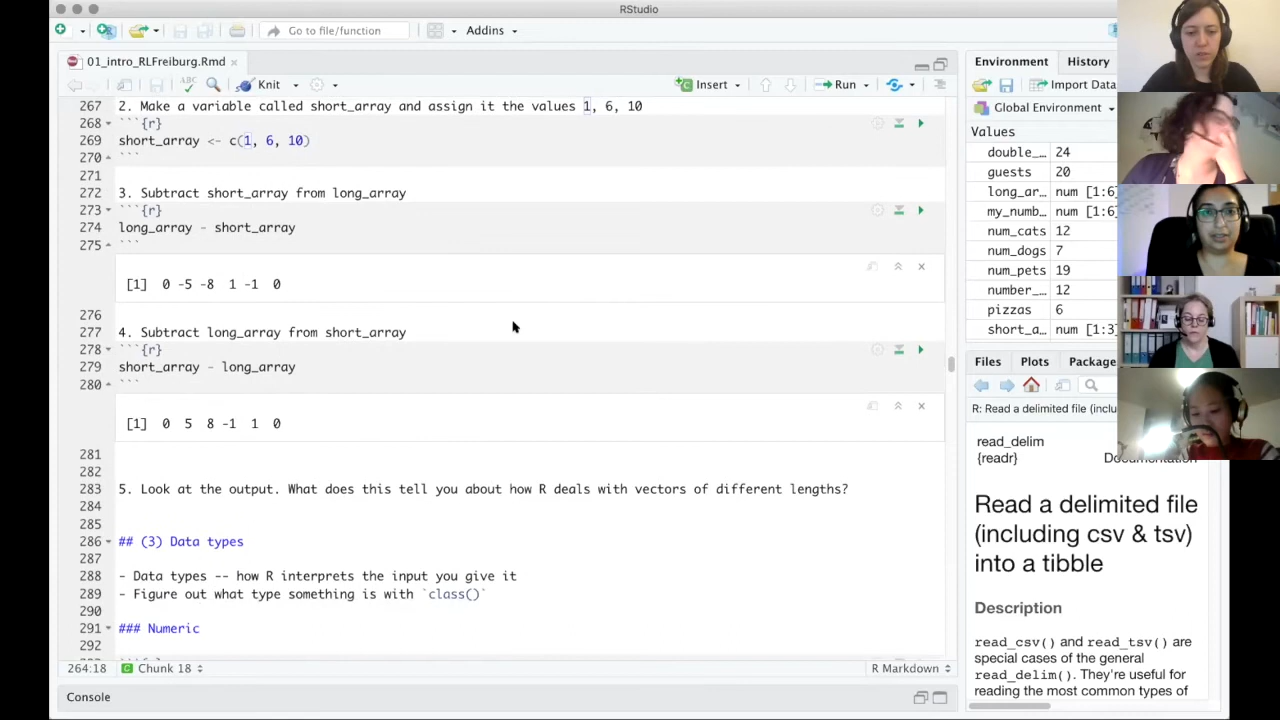 RStudio
Go to file/function
Addins
01_intro_RLFreiburg.Rmd
ABC
Knit
Insert
Run
267 2. Make a variable called short_array and assign it the values 1, 6, 10
268 ```{r}
269 short_array <- c(1, 6, 10)
270 ```
271
272 3. Subtract short_array from long_array
273 ```{r}
274 long_array - short_array
275 ```
[1] 0 -5 -8 1 -1 0
276
277 4. Subtract long_array from short_array
278 ```{r}
279 short_array - long_array
280 ```
[1] 0 5 8 -1 1 0
281
282
283 5. Look at the output. What does this tell you about how R deals with vectors of different lengths?
284
285
286 ## (3) Data types
287
288 - Data types -- how R interprets the input you give it
289 - Figure out what type something is with `class()`
290
291 ### Numeric
292
264:18 Chunk 18 R Markdown
Console
Environment History
Import Data
Global Environment
Values
double_… 24
guests 20
long_ar… num [1:6]
my_numb… num [1:6]
num_cats 12
num_dogs 7
num_pets 19
number_… 12
pizzas 6
short_a… num [1:3]
Files Plots Package
R: Read a delimited file (inclu
read_delim
{readr}
Documentation
Read a delimited file
(including csv & tsv)
into a tibble
Description
read_csv() and read_tsv() are
special cases of the general
read_delim(). They're useful for
reading the most common types of